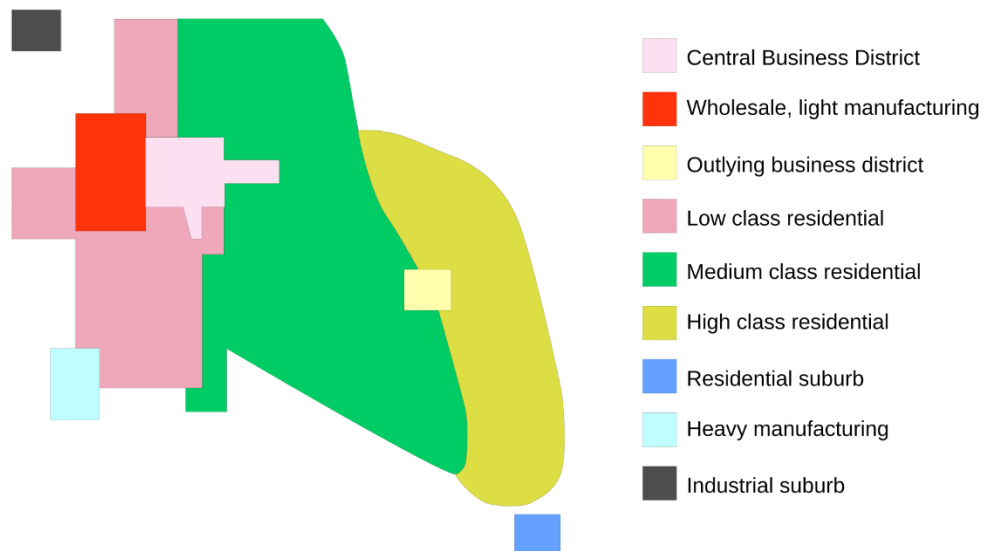 Central Business District
Wholesale, light manufacturing
Outlying business district
Low class residential
Medium class residential
High class residential
Residential suburb
Heavy manufacturing
Industrial suburb